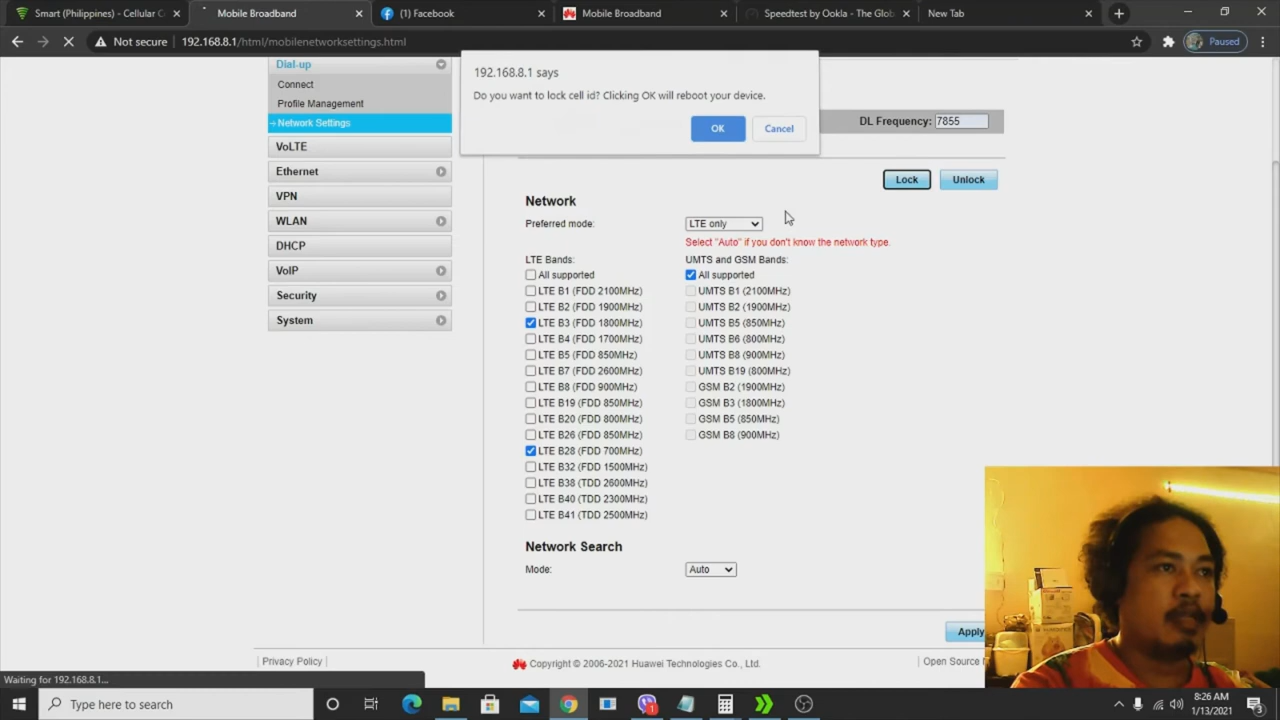 Smart (Philippines) - Cellular C
Mobile Broadband
(1) Facebook
Mobile Broadband
Speedtest by Ookla - The Glob
New Tab
Not secure
192.168.8.1/html/mobilenetworksettings.html
Paused
192.168.8.1 says
Do you want to lock cell id? Clicking OK will reboot your device.
OK
Cancel
Dial-up
Connect
Profile Management
Network Settings
VoLTE
Ethernet
VPN
WLAN
DHCP
VoIP
Security
System
DL Frequency: 7855
Lock
Unlock
Network
Preferred mode:
LTE only
Select "Auto" if you don't know the network type.
LTE Bands:
All supported
LTE B1 (FDD 2100MHz)
LTE B2 (FDD 1900MHz)
LTE B3 (FDD 1800MHz)
LTE B4 (FDD 1700MHz)
LTE B5 (FDD 850MHz)
LTE B7 (FDD 2600MHz)
LTE B8 (FDD 900MHz)
LTE B19 (FDD 850MHz)
LTE B20 (FDD 800MHz)
LTE B26 (FDD 850MHz)
LTE B28 (FDD 700MHz)
LTE B32 (FDD 1500MHz)
LTE B38 (TDD 2600MHz)
LTE B40 (TDD 2300MHz)
LTE B41 (TDD 2500MHz)
UMTS and GSM Bands:
All supported
UMTS B1 (2100MHz)
UMTS B2 (1900MHz)
UMTS B5 (850MHz)
UMTS B6 (800MHz)
UMTS B8 (900MHz)
UMTS B19 (800MHz)
GSM B2 (1900MHz)
GSM B3 (1800MHz)
GSM B5 (850MHz)
GSM B8 (900MHz)
Network Search
Mode:
Auto
Apply
Privacy Policy
Copyright © 2006-2021 Huawei Technologies Co., Ltd.
Open Source
Waiting for 192.168.8.1...
Type here to search
1
8:26 AM
1/13/2021
3